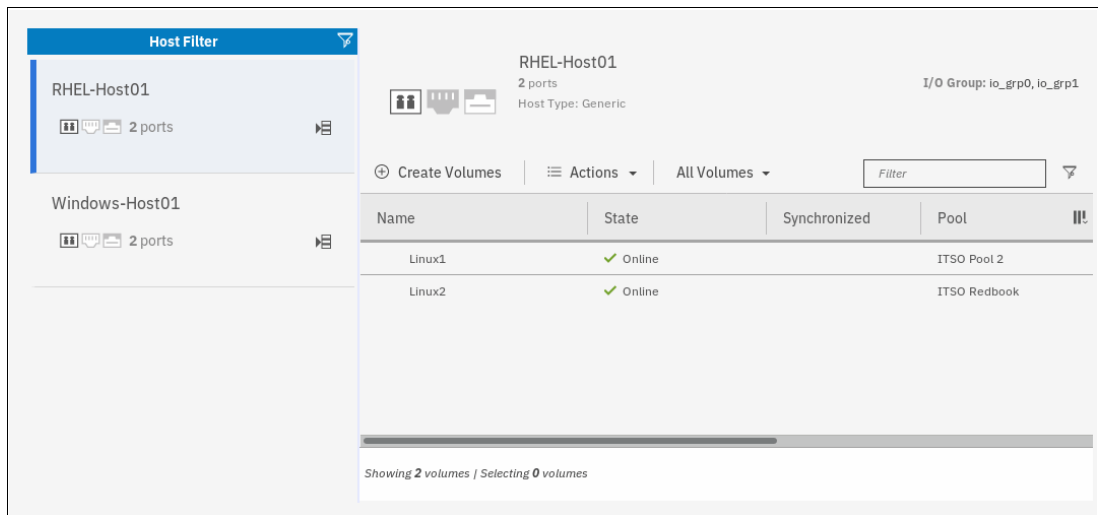 Host Filter
RHEL-Host01
2 ports
Windows-Host01
2 ports
RHEL-Host01
2 ports
Host Type: Generic
I/O Group: io_grp0, io_grp1
Create Volumes
Actions
All Volumes
Filter
Name State Synchronized Pool
Linux1 Online ITSO Pool 2
Linux2 Online ITSO Redbook
Showing 2 volumes | Selecting 0 volumes